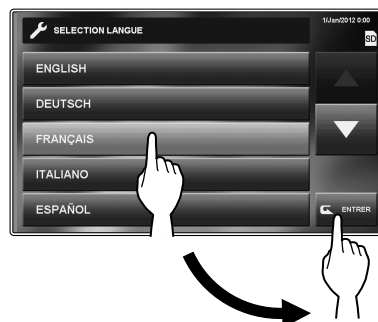 SELECTION LANGUE
1/Jan/2012 0:00
SD
ENGLISH
DEUTSCH
FRANÇAIS
ITALIANO
ESPAÑOL
ENTRER